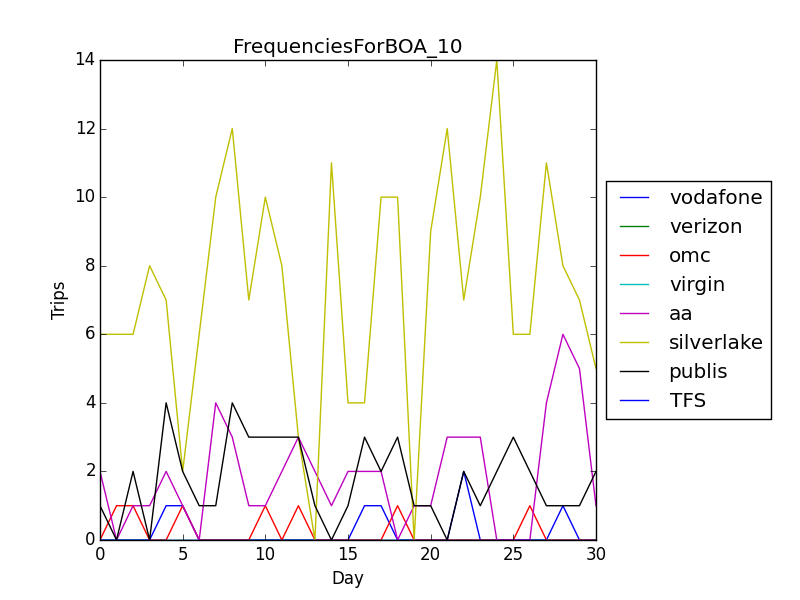 FrequenciesForBOA_10
14
12
10
8
6
4
2
0
Trips
0 5 10 15 20 25 30
Day
vodafone
verizon
omc
virgin
aa
silverlake
publis
TFS